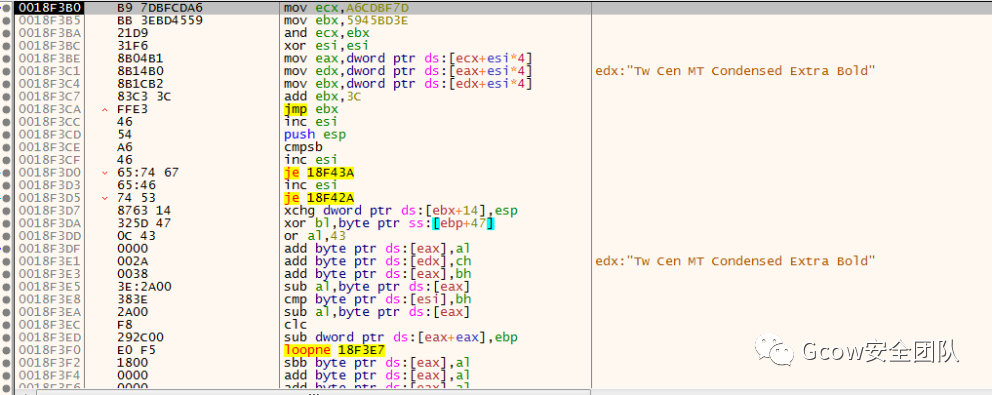 0018F3B0 B9 7DBFCDA6 mov ecx,A6CDBF7D
0018F3B5 BB 3EBD4559 mov ebx,5945BD3E
0018F3BA 21D9 and ecx,ebx
0018F3BC 31F6 xor esi,esi
0018F3BE 8B04B1 mov eax,dword ptr ds:[ecx+esi*4]
0018F3C1 8B14B0 mov edx,dword ptr ds:[eax+esi*4] edx:"Tw Cen MT Condensed Extra Bold"
0018F3C4 8B1CB2 mov ebx,dword ptr ds:[edx+esi*4]
0018F3C7 83C3 3C add ebx,3C
0018F3CA FFE3 jmp ebx
0018F3CC 46 inc esi
0018F3CD 54 push esp
0018F3CE A6 cmpsb
0018F3CF 46 inc esi
0018F3D0 65:74 67 je 18F43A
0018F3D3 65:46 inc esi
0018F3D5 74 53 je 18F42A
0018F3D7 8763 14 xchg dword ptr ds:[ebx+14],esp
0018F3DA 325D 47 xor bl,byte ptr ss:[ebp+47]
0018F3DD 0C 43 or al,43
0018F3DF 0000 add byte ptr ds:[eax],al
0018F3E1 002A add byte ptr ds:[edx],ch edx:"Tw Cen MT Condensed Extra Bold"
0018F3E3 0038 add byte ptr ds:[eax],bh
0018F3E5 3E:2A00 sub al,byte ptr ds:[eax]
0018F3E8 383E cmp byte ptr ds:[esi],bh
0018F3EA 2A00 sub al,byte ptr ds:[eax]
0018F3EC F8 clc
0018F3ED 292C00 sub dword ptr ds:[eax+eax],ebp
0018F3F0 E0 F5 loopne 18F3E7
0018F3F2 1800 sbb byte ptr ds:[eax],al
0018F3F4 0000 add byte ptr ds:[eax],al
0018F3F6 0000 add byte ptr ds:[eax],al
Gcow安全团队